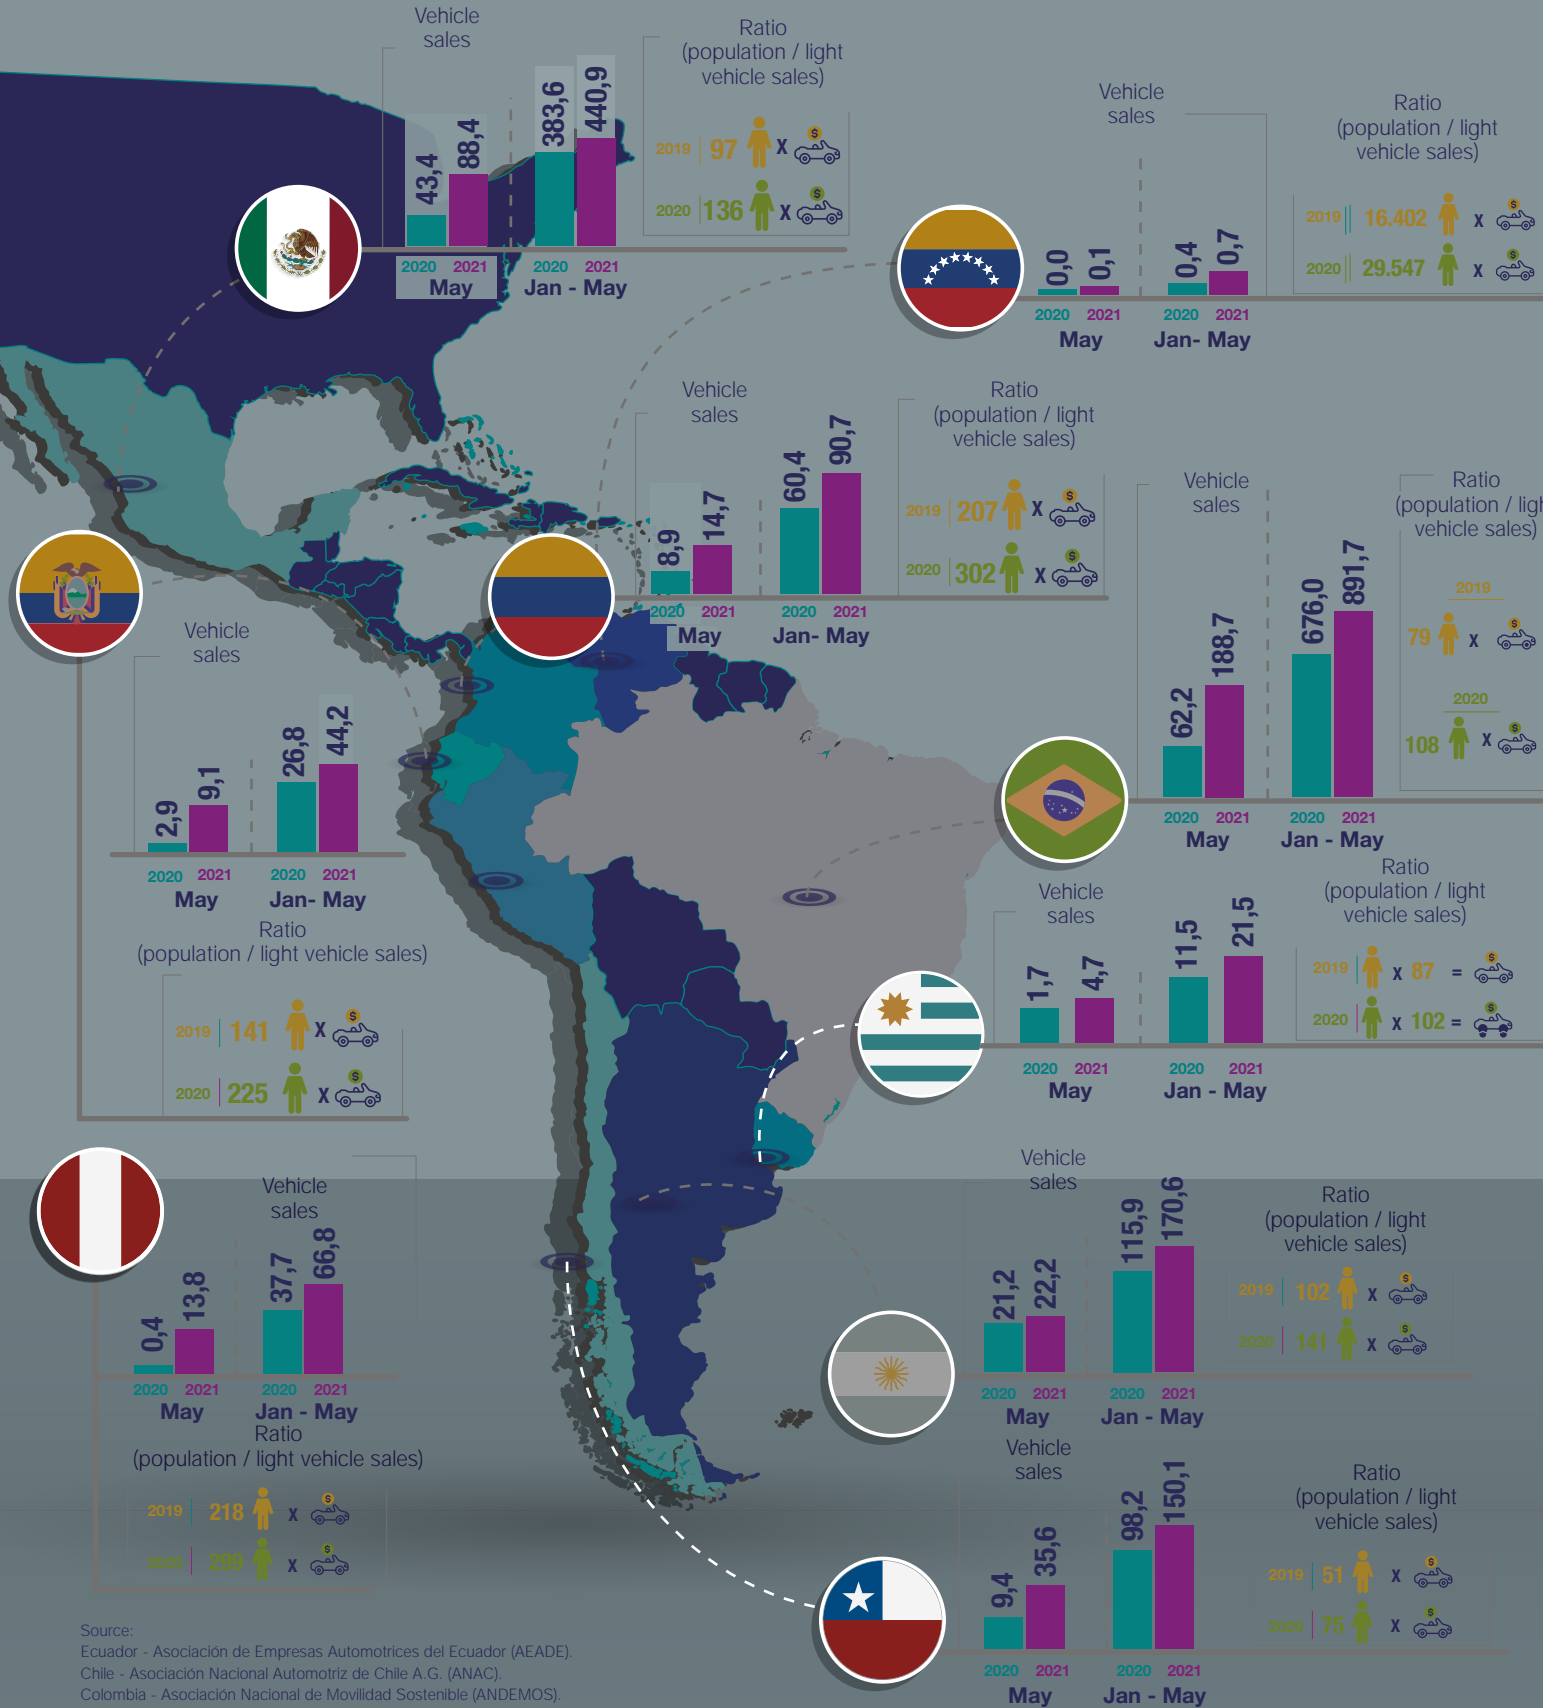 Vehicle
sales
43,4
88,4
383,6
440,9
2020 2021 2020 2021
May Jan - May
Ratio
(population / light
vehicle sales)
2019 97 X
2020 136 X
Vehicle
sales
0,0
0,1
0,4
0,7
2020 2021 2020 2021
May Jan- May
Ratio
(population / light
vehicle sales)
2019 16.402 X
2020 29.547 X
Vehicle
sales
8,9
14,7
60,4
90,7
2020 2021 2020 2021
May Jan- May
Ratio
(population / light
vehicle sales)
2019 207 X
2020 302 X
Vehicle
sales
62,2
188,7
676,0
891,7
2020 2021 2020 2021
May Jan - May
Ratio
(population / ligh
vehicle sales)
2019
79 X
2020
108 X
Vehicle
sales
2,9
9,1
26,8
44,2
2020 2021 2020 2021
May Jan- May
Ratio
(population / light vehicle sales)
2019 141 X
2020 225 X
Vehicle
sales
1,7
4,7
11,5
21,5
2020 2021 2020 2021
May Jan - May
Ratio
(population / light
vehicle sales)
2019 X 87 =
2020 X 102 =
Vehicle
sales
0,4
13,8
37,7
66,8
2020 2021 2020 2021
May Jan - May
Ratio
(population / light vehicle sales)
2019 218 X
2020 299 X
Vehicle
sales
21,2
22,2
115,9
170,6
2020 2021 2020 2021
May Jan - May
Ratio
(population / light
vehicle sales)
2019 102 X
2020 141 X
Vehicle
sales
9,4
35,6
98,2
150,1
2020 2021 2020 2021
May Jan - May
Ratio
(population / light
vehicle sales)
2019 51 X
2020 75 X
Source:
Ecuador - Asociación de Empresas Automotrices del Ecuador (AEADE).
Chile - Asociación Nacional Automotriz de Chile A.G. (ANAC).
Colombia - Asociación Nacional de Movilidad Sostenible (ANDEMOS).